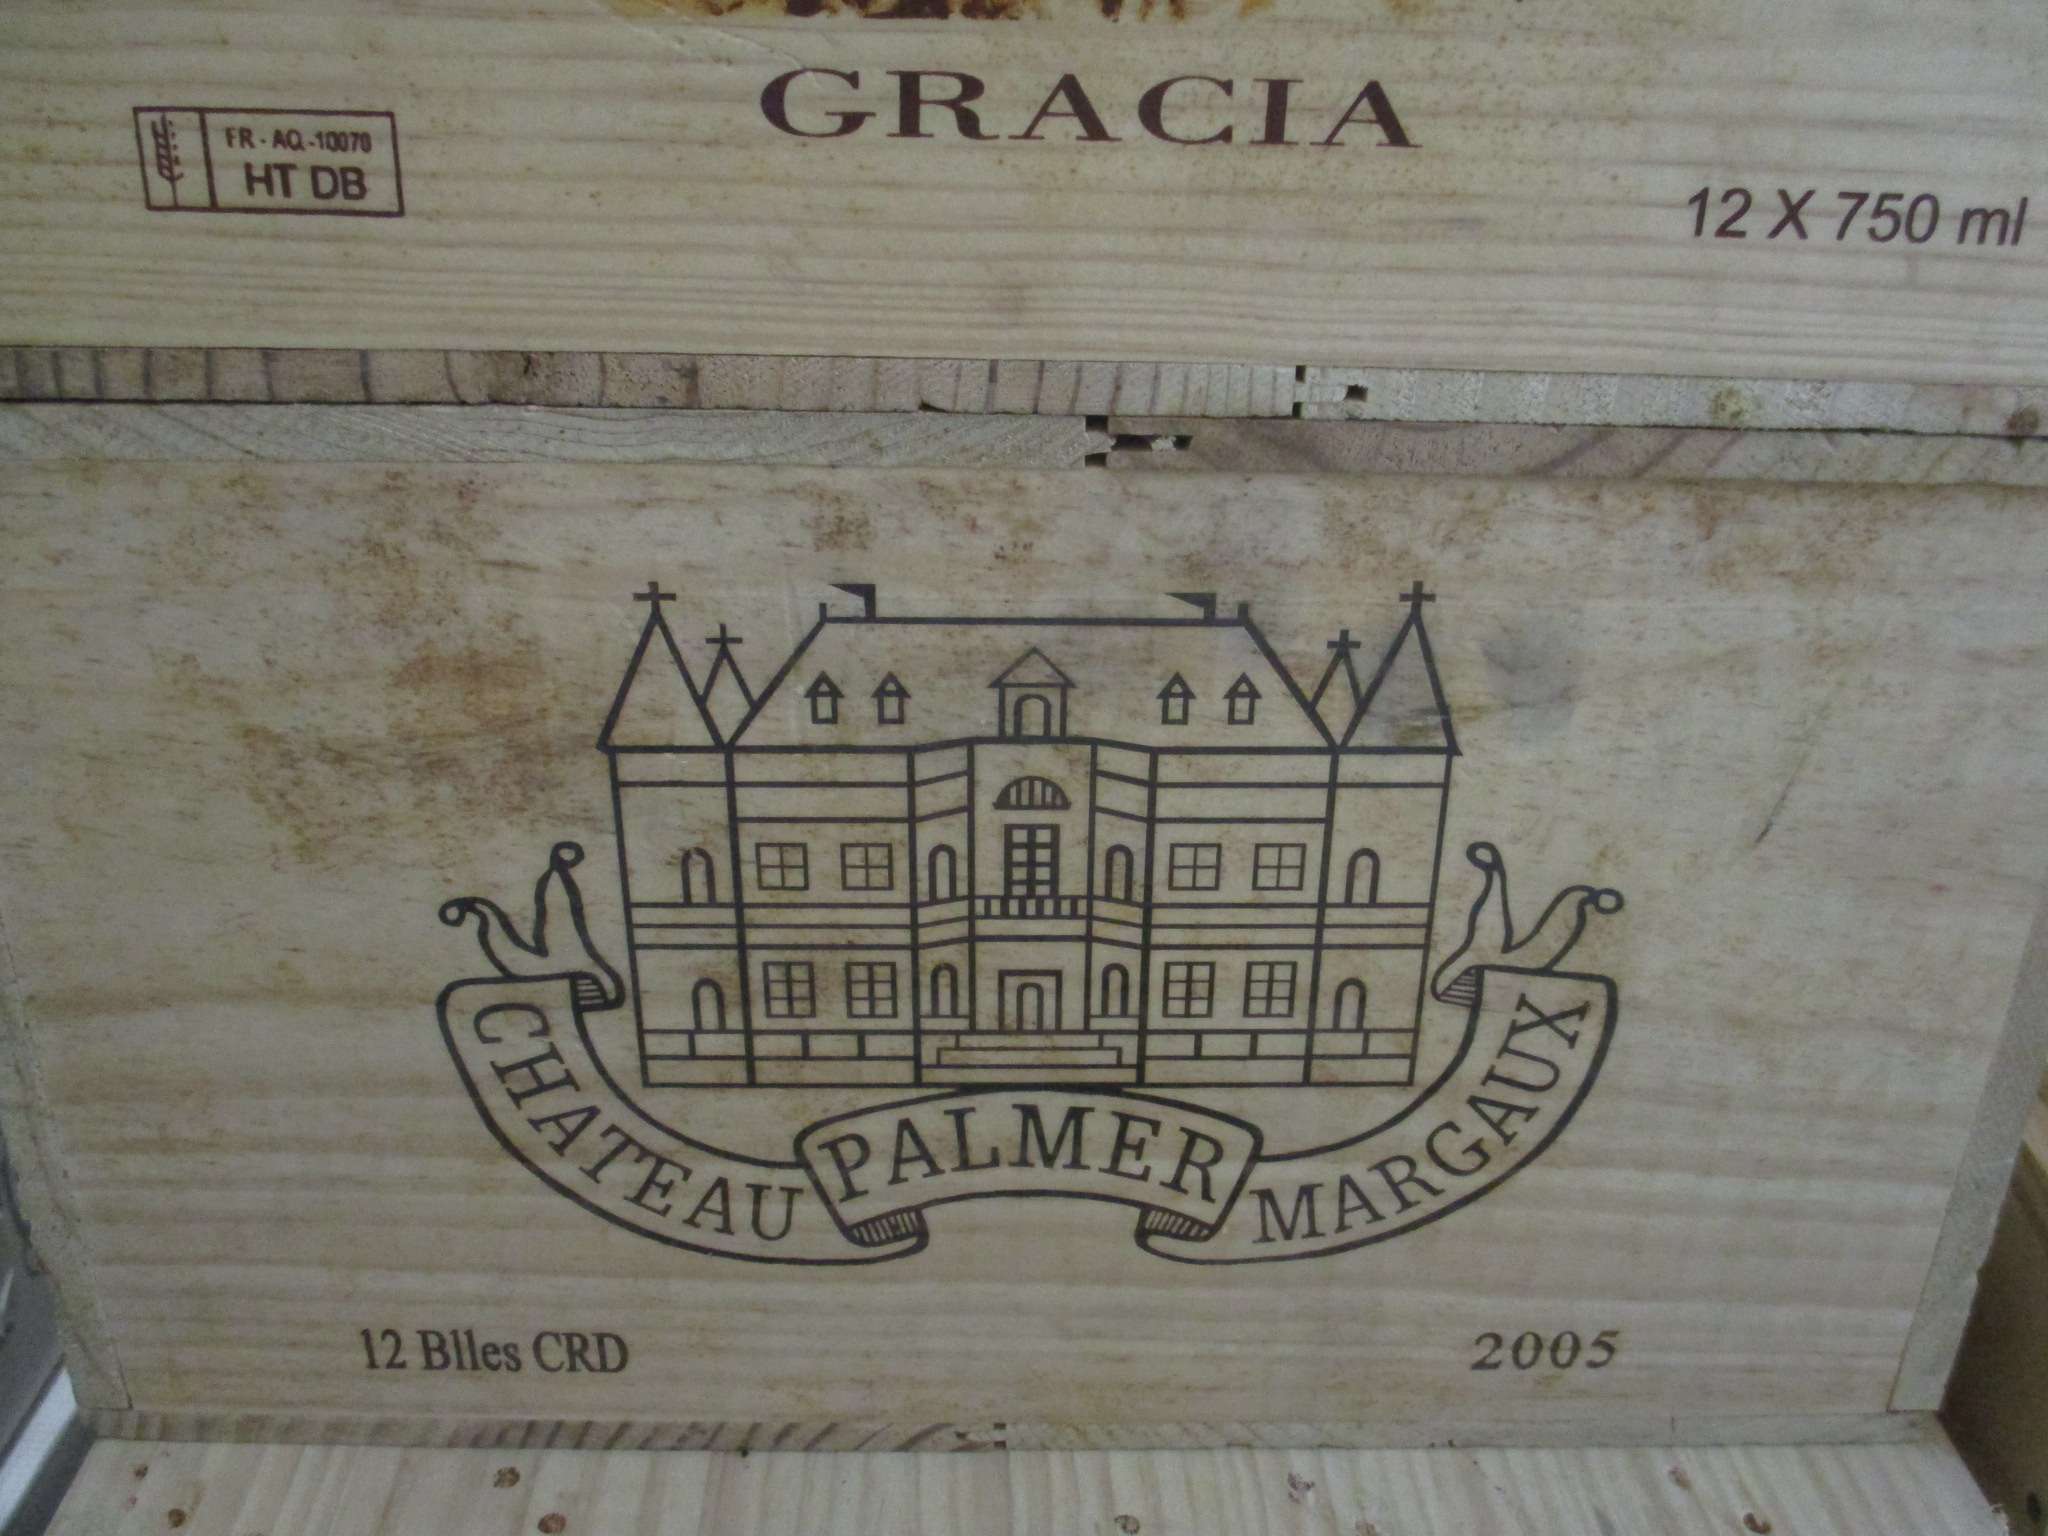 GRACIA
FR - AQ -10070
HT DB
12 X 750 ml
CHATEAU PALMER MARGAUX
12 Blles CRD
2005